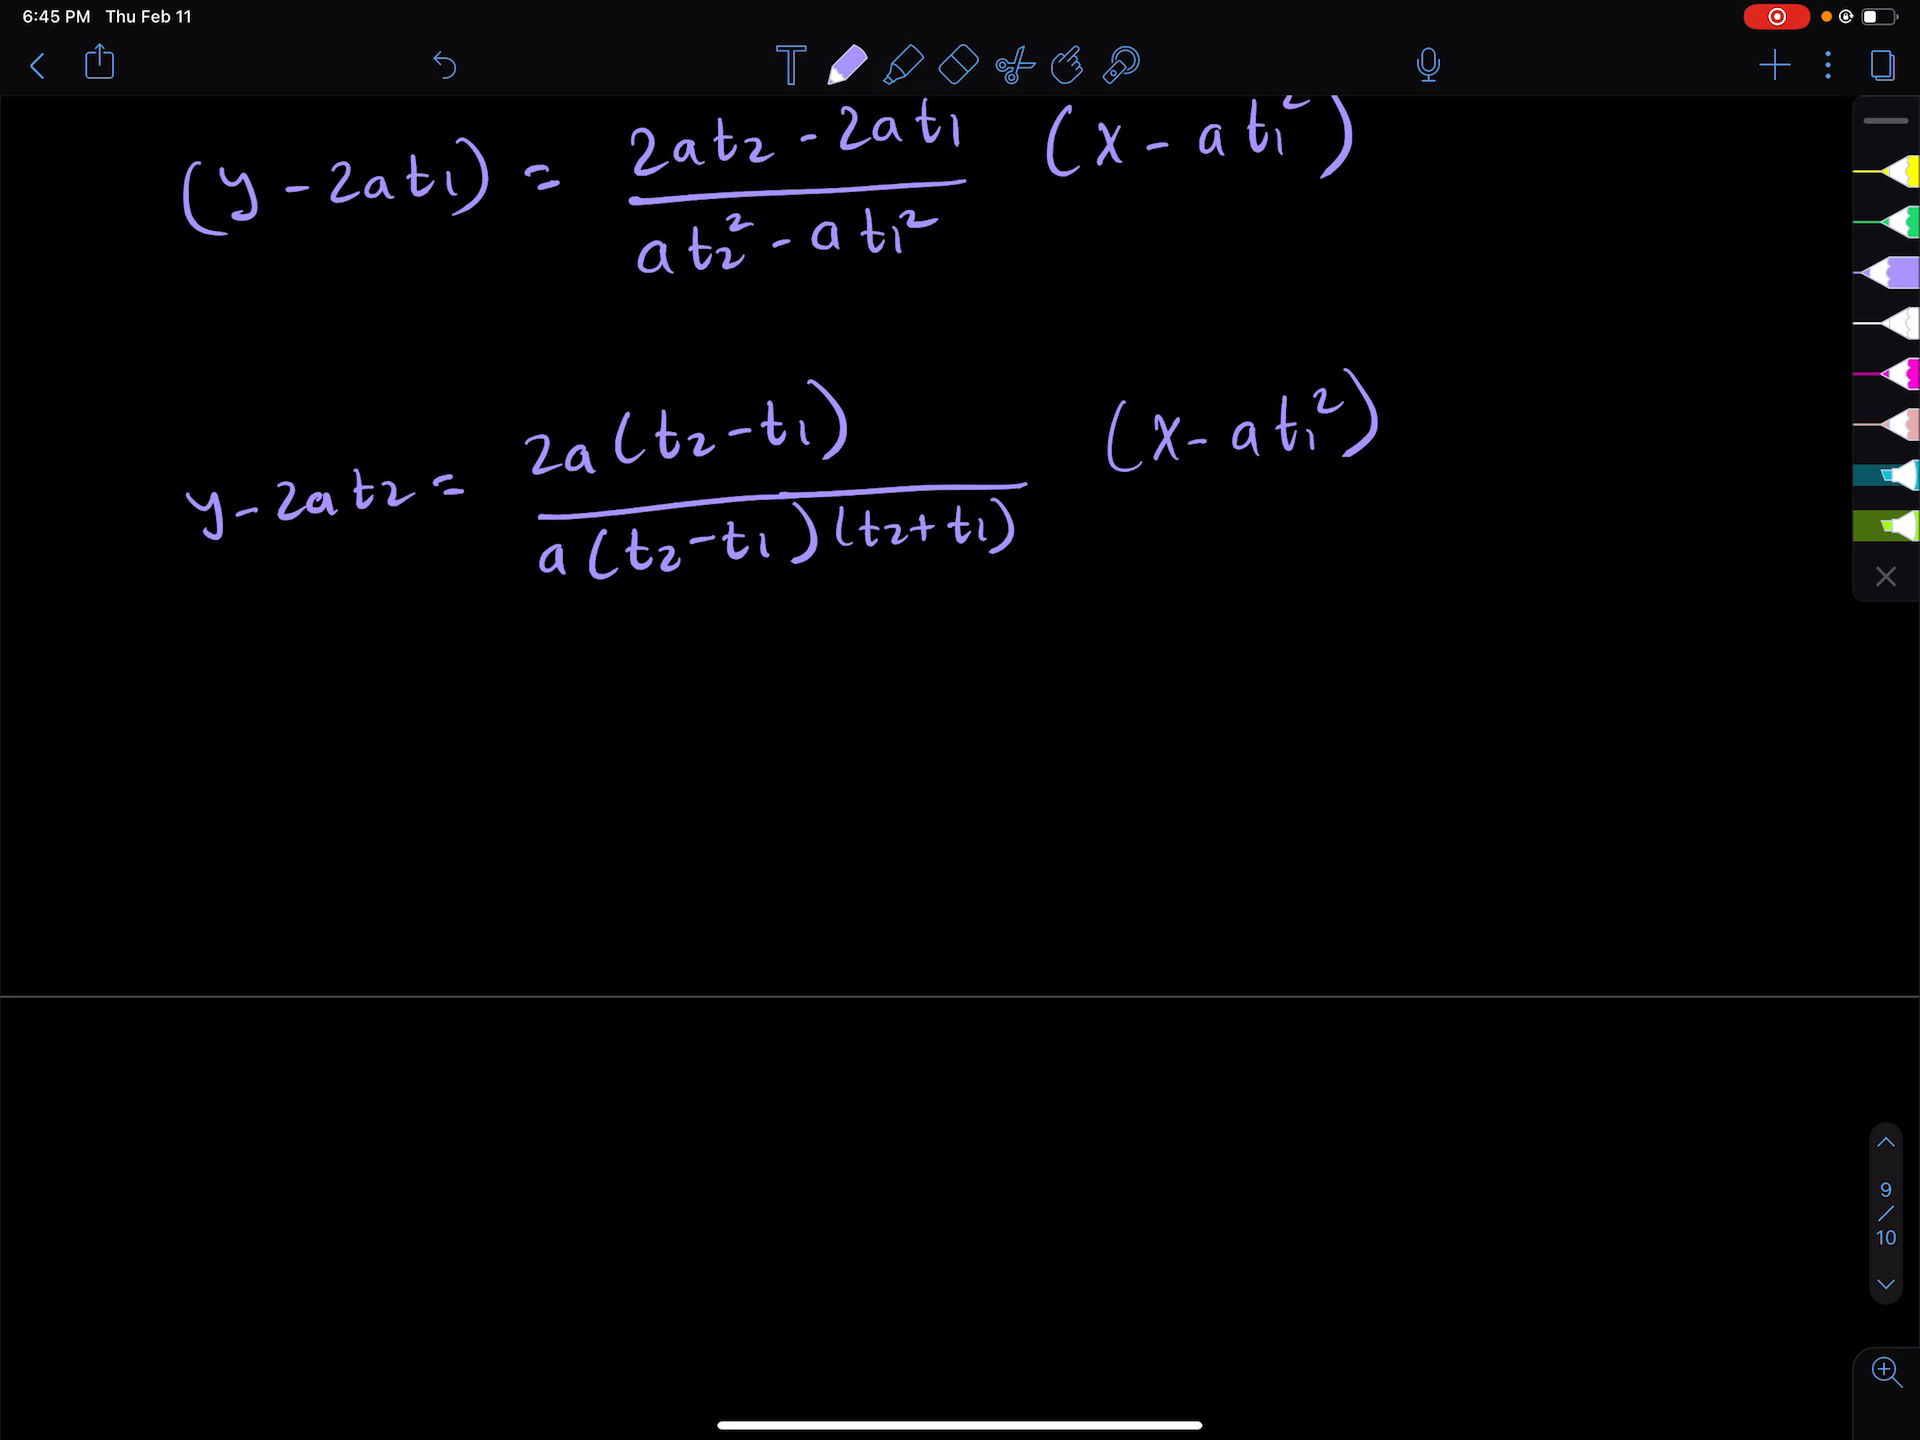 6:45 PM Thu Feb 11
(y - 2at₁) = (2at₂ - 2at₁)/(at₂² - at₁²) (x - at₁²)
y - 2at₂ = 2a(t₂ - t₁)/(a(t₂ - t₁)(t₂ + t₁)) (x - at₁²)
9
/
10